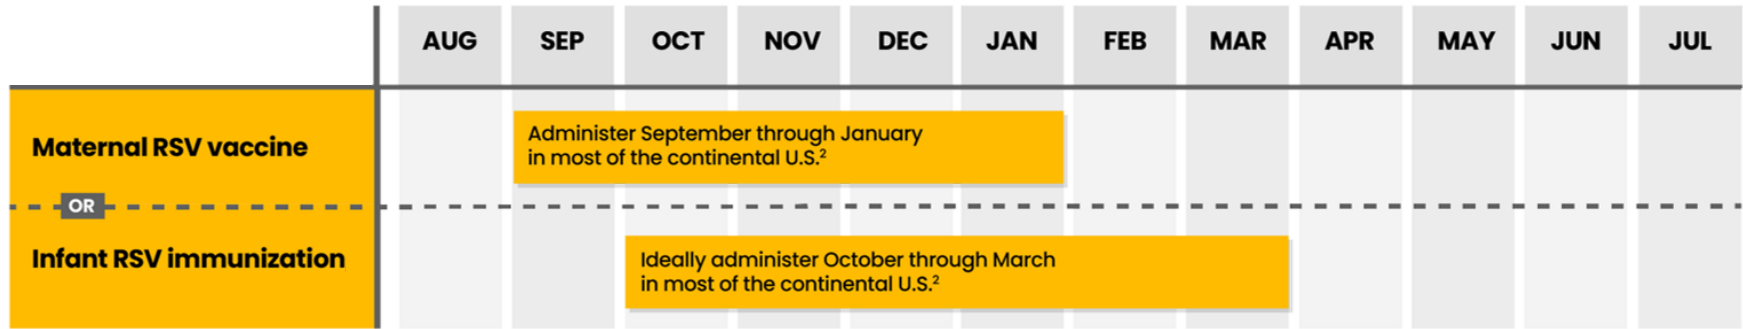 AUG SEP OCT NOV DEC JAN FEB MAR APR MAY JUN JUL
Maternal RSV vaccine
Administer September through January
in most of the continental U.S.²
OR
Infant RSV immunization
Ideally administer October through March
in most of the continental U.S.²